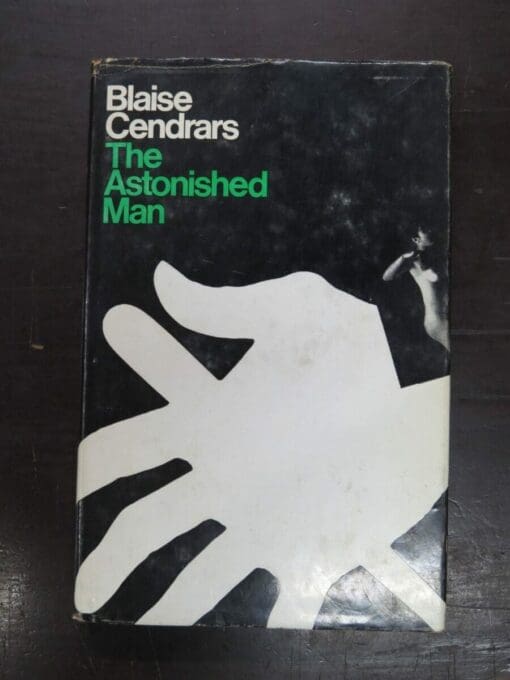 Blaise
Cendrars
The
Astonished
Man